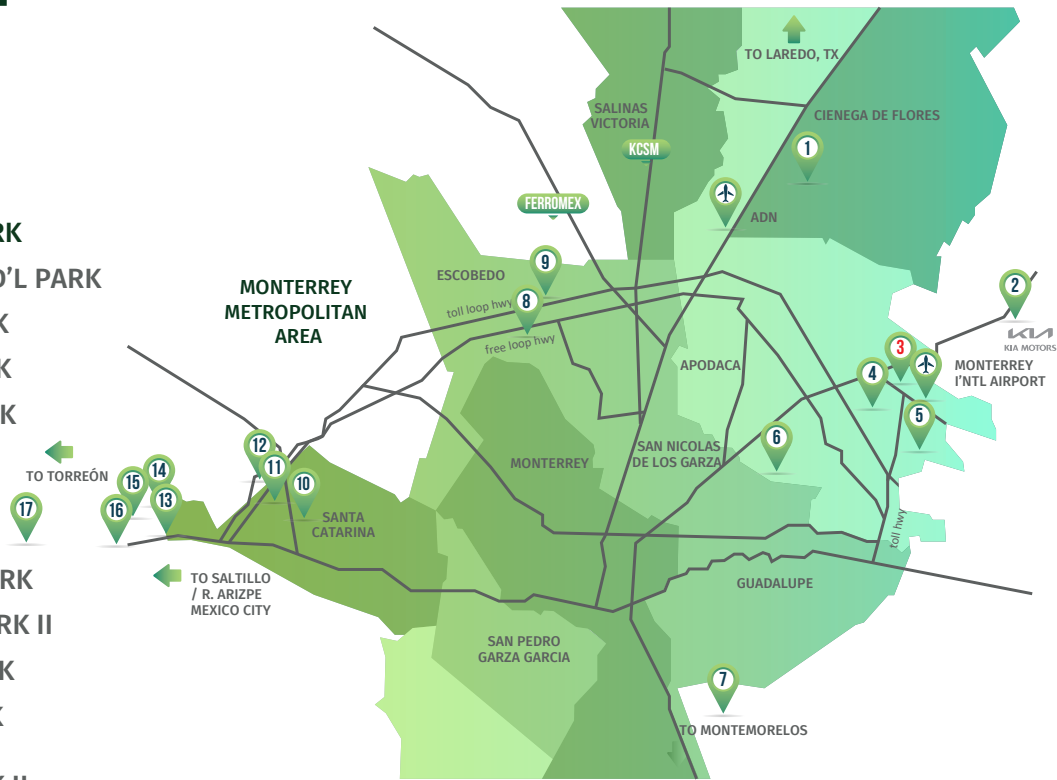 TO LAREDO, TX
SALINAS
VICTORIA
CIENEGA DE FLORES
KCSM
1
FERROMEX
ADN
RK
D’L PARK
K
K
K
MONTERREY
METROPOLITAN
AREA
ESCOBEDO
9
8
toll loop hwy
free loop hwy
2
KIA
KIA MOTORS
3
MONTERREY
I’NTL AIRPORT
4
5
APODACA
6
SAN NICOLAS
DE LOS GARZA
MONTERREY
12
11
10
TO TORREÓN
14
15
13
16
17
SANTA
CATARINA
toll hwy
TO SALTILLO
/ R. ARIZPE
MEXICO CITY
GUADALUPE
RK
RK II
K
K
SAN PEDRO
GARZA GARCIA
7
TO MONTEMORELOS